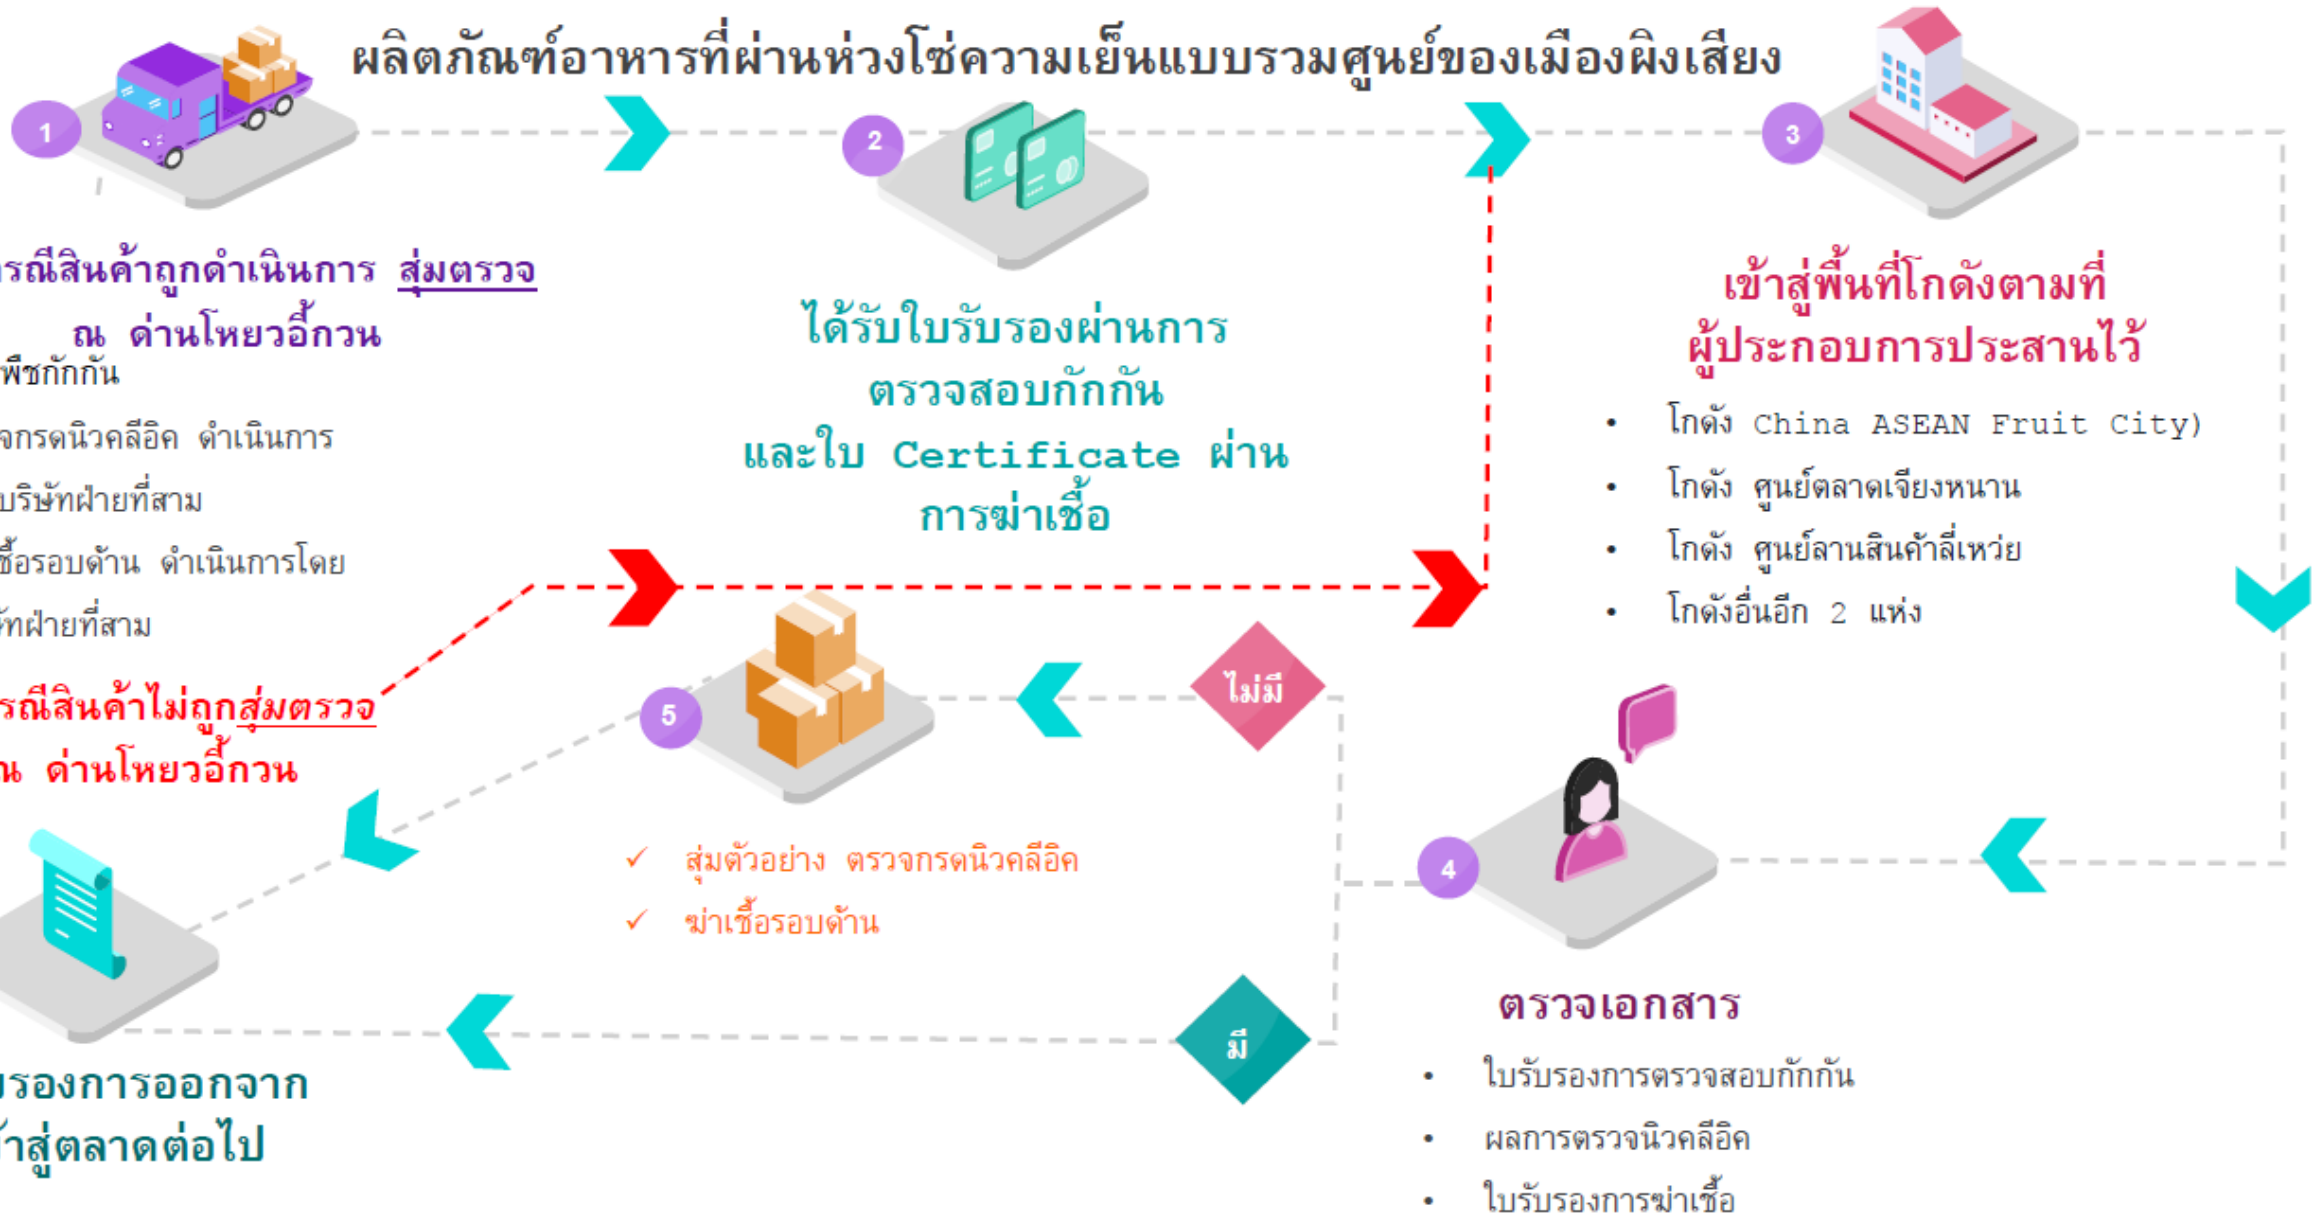 ผลิตภัณฑ์อาหารที่ผ่านห่วงโซ่ความเย็นแบบรวมศูนย์ของเมืองผิงเสียง
1
2
3
รณีสินค้าถูกดำเนินการ สุ่มตรวจ
ณ ด่านโหยวอี้กวน
พืชกักกัน
จกรดนิวคลีอิค ดำเนินการ
บริษัทฝ่ายที่สาม
ชื้อรอบด้าน ดำเนินการโดย
ัทฝ่ายที่สาม
ได้รับใบรับรองผ่านการ
ตรวจสอบกักกัน
และใบ Certificate ผ่าน
การฆ่าเชื้อ
เข้าสู่พื้นที่โกดังตามที่
ผู้ประกอบการประสานไว้
• โกดัง China ASEAN Fruit City)
• โกดัง ศูนย์ตลาดเจียงหนาน
• โกดัง ศูนย์ลานสินค้าลี่เหว่ย
• โกดังอื่นอีก 2 แห่ง
รณีสินค้าไม่ถูกสุ่มตรวจ
ณ ด่านโหยวอี้กวน
5
ไม่มี
4
✓ สุ่มตัวอย่าง ตรวจกรดนิวคลีอิค
✓ ฆ่าเชื้อรอบด้าน
มี
ตรวจเอกสาร
• ใบรับรองการตรวจสอบกักกัน
• ผลการตรวจนิวคลีอิค
• ใบรับรองการฆ่าเชื้อ
รองการออกจาก
ข้าสู่ตลาดต่อไป